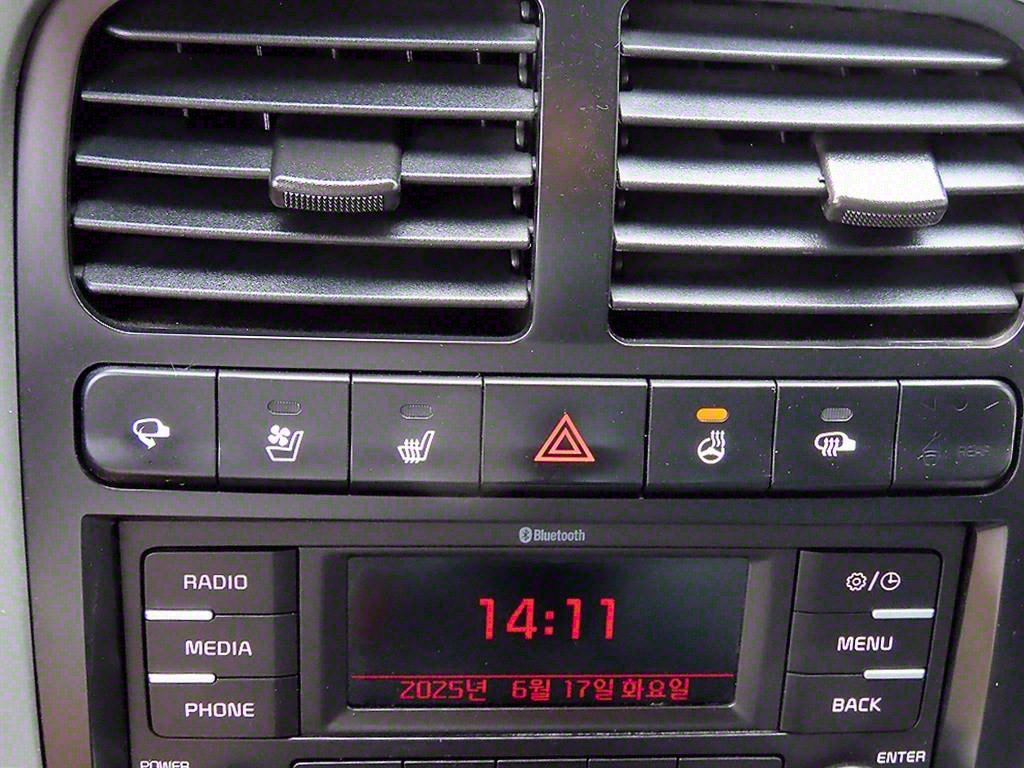 REAR
Bluetooth
RADIO
14:11
MEDIA
MENU
2025년 6월 17일 화요일
PHONE
BACK
POWER
ENTER